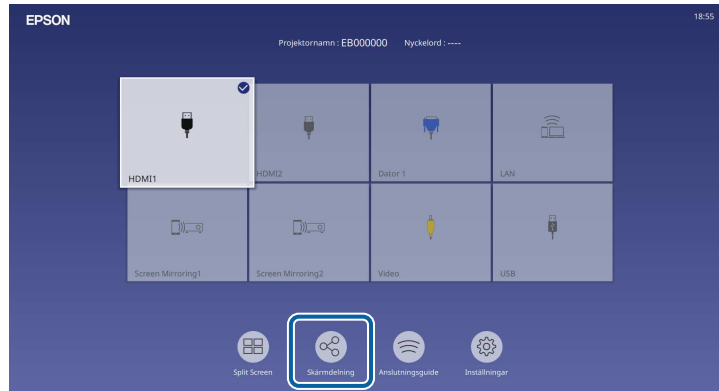 EPSON
18:55
Projektornamn : EB000000 Nyckelord : ----
HDMI1
HDMI2
Dator 1
LAN
Screen Mirroring1
Screen Mirroring2
Video
USB
Split Screen
Skärmdelning
Anslutningsguide
Inställningar